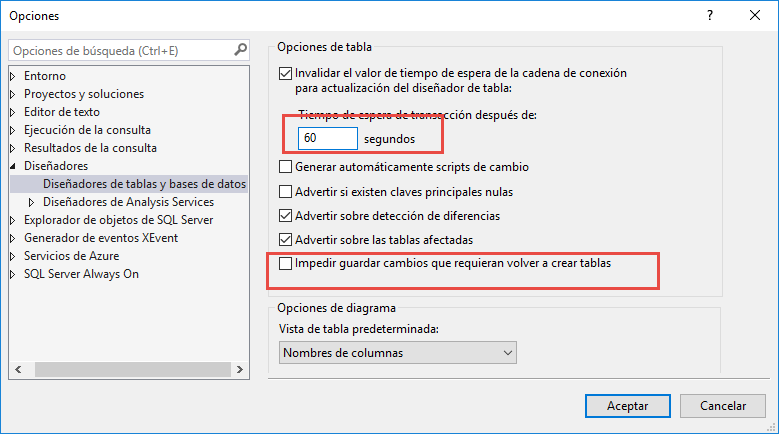 Opciones
?
Opciones de búsqueda (Ctrl+E)
Entorno
Proyectos y soluciones
Editor de texto
Ejecución de la consulta
Resultados de la consulta
Diseñadores
Diseñadores de tablas y bases de datos
Diseñadores de Analysis Services
Explorador de objetos de SQL Server
Generador de eventos XEvent
Servicios de Azure
SQL Server Always On
Opciones de tabla
Invalidar el valor de tiempo de espera de la cadena de conexión
para actualización del diseñador de tabla:
Tiempo de espera de transacción después de:
60 segundos
Generar automáticamente scripts de cambio
Advertir si existen claves principales nulas
Advertir sobre detección de diferencias
Advertir sobre las tablas afectadas
Impedir guardar cambios que requieran volver a crear tablas
Opciones de diagrama
Vista de tabla predeterminada:
Nombres de columnas
Aceptar
Cancelar